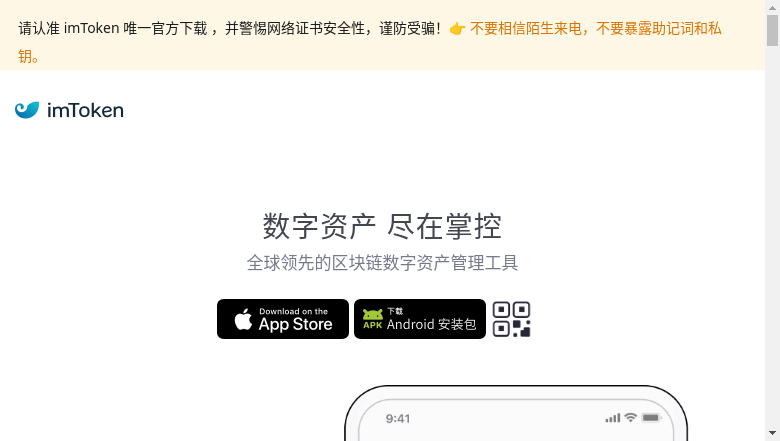 请认准 imToken 唯一官方下载 ，并警惕网络证书安全性，谨防受骗！👉 不要相信陌生来电，不要暴露助记词和私
钥。
imToken
数字资产 尽在掌控
全球领先的区块链数字资产管理工具
Download on the
App Store
下载
APK Android 安装包
9:41